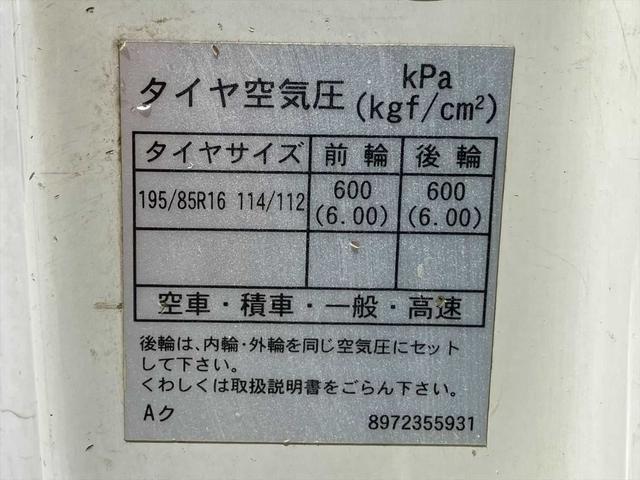 タイヤ空気圧 kPa
(kgf/cm²)
タイヤサイズ 前輪 後輪
195/85R16 114/112 600 600
(6.00) (6.00)
空車・積車・一般・高速
後輪は、内輪・外輪を同じ空気圧にセット
して下さい。
くわしくは取扱説明書をごらん下さい。
Aク 8972355931